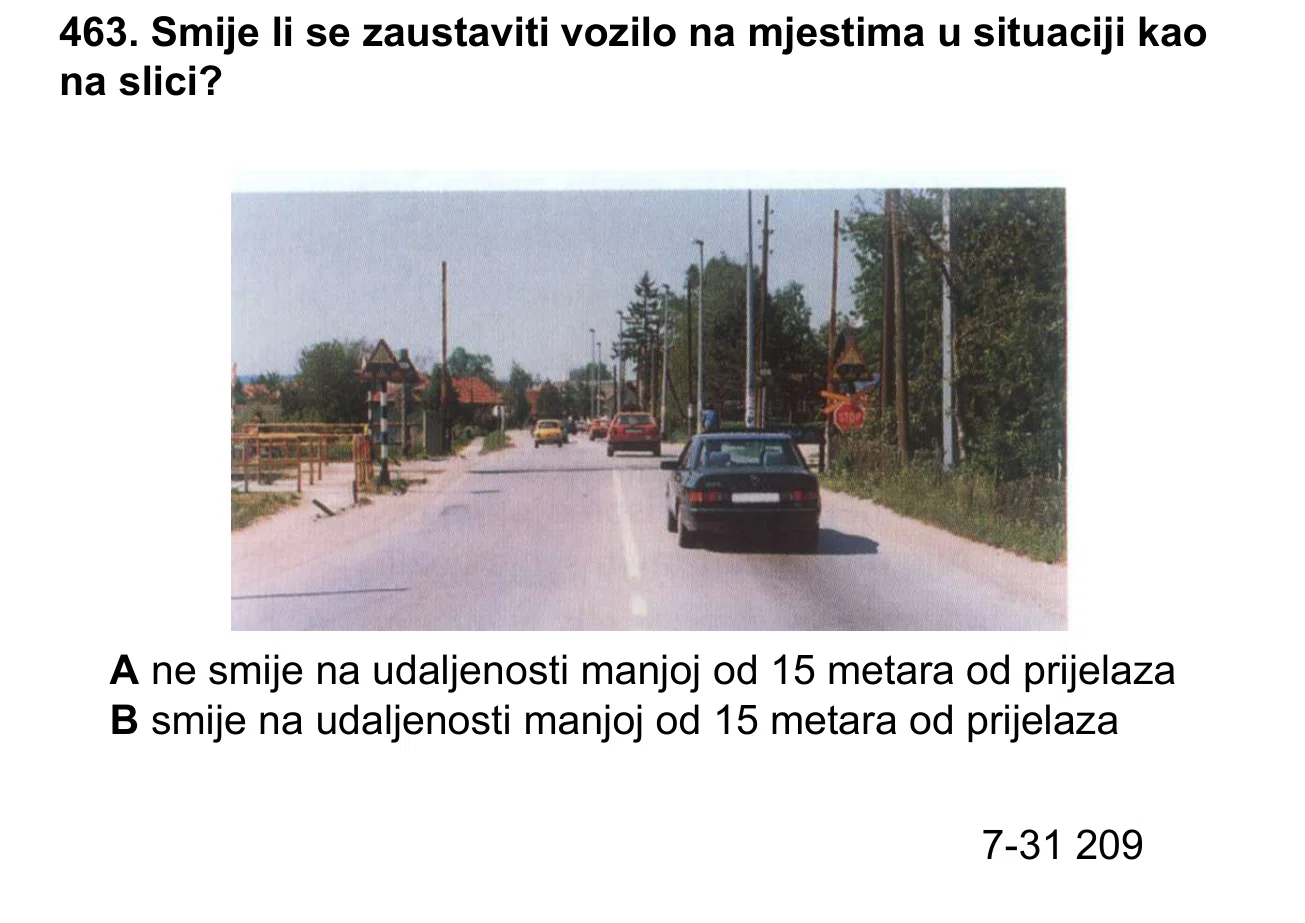 463. Smije li se zaustaviti vozilo na mjestima u situaciji kao
na slici?
STOP
A ne smije na udaljenosti manjoj od 15 metara od prijelaza
B smije na udaljenosti manjoj od 15 metara od prijelaza
7-31 209